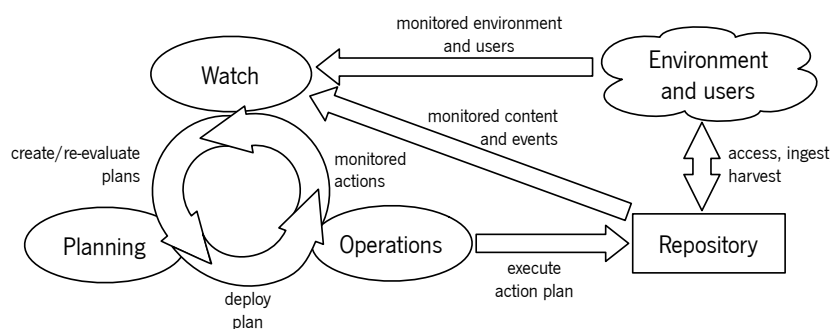 monitored environment
and users
Watch
Environment
and users
monitored content
and events
create/re-evaluate
plans
monitored
actions
access, ingest
harvest
Planning
Operations
Repository
execute
action plan
deploy
plan